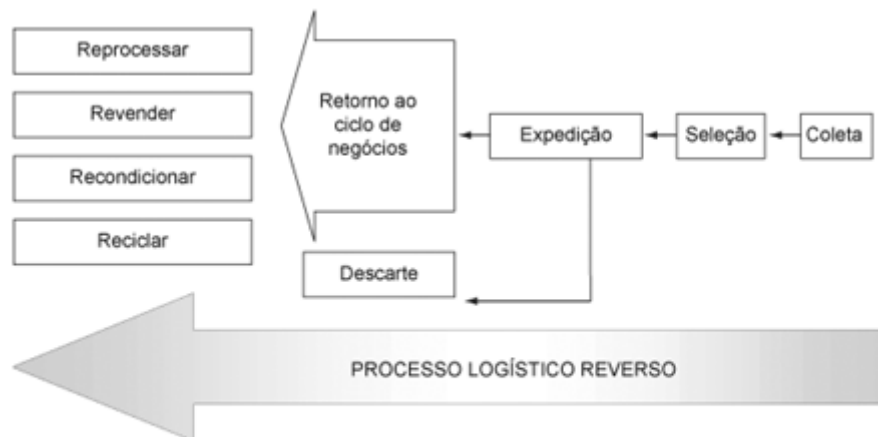 Reprocessar
Revender
Recondicionar
Reciclar
Retorno ao
ciclo de
negócios
Expedição
Seleção
Coleta
Descarte
PROCESSO LOGÍSTICO REVERSO